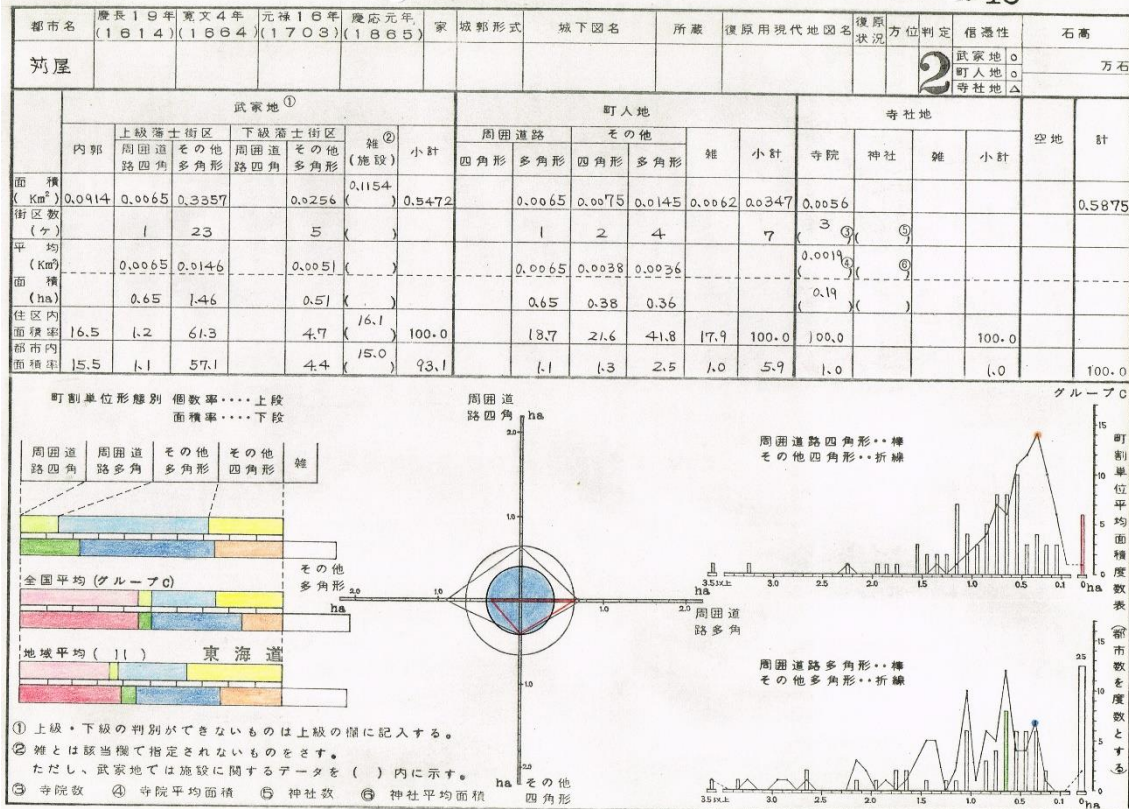 都市名 慶長19年(1614) 寛文4年(1664) 元禄16年(1703) 慶応元年(1865) 家 城郭形式 城下図名 所蔵 復原用現代地図名 復原状況 方位 判定 信憑性 石高
苅屋 2 武家地 ○ 町人地 ○ 寺社地 △ 万石
武家地① 町人地 寺社地 空地 計
内郭 上級藩士街区 下級藩士街区 雑②(施設) 小計 周囲道路 その他 雑 小計 寺院 神社 雑 小計
周囲道路四角 その他多角形 周囲道路四角 その他多角形 四角形 多角形 四角形 多角形
面積(Km²) 0.0914 0.0065 0.3357 0.0256 0.1154 ( ) 0.5472 0.0065 0.0075 0.0145 0.0062 0.0347 0.0056 0.5875
街区数(ヶ) 1 23 5 ( ) 1 2 4 7 3 ( ③) ( ⑤)
平均(Km²) 0.0065 0.0146 0.0051 ( ) 0.0065 0.0038 0.0036 0.0019 ( ④) ( ⑥)
面積(ha) 0.65 1.46 0.51 ( ) 0.65 0.38 0.36 0.19 ( ) ( )
住区内面積率 16.5 1.2 61.3 4.7 16.1 ( ) 100.0 18.7 21.6 41.8 17.9 100.0 100.0 100.0
都市内面積率 15.5 1.1 57.1 4.4 15.0 ( ) 93.1 1.1 1.3 2.5 1.0 5.9 1.0 1.0 100.0
町割単位形態別 個数率････上段
面積率････下段
周囲道路四角 周囲道路多角 その他多角形 その他四角形 雑
全国平均(グループC)
地域平均( 11 ) 東海道
周囲道路四角 ha
2.0
1.0
その他多角形 ha
2.0 1.0 1.0 2.0 ha
周囲道路多角
1.0
2.0
ha その他四角形
グループC
周囲道路四角形‥棒
その他四角形‥折線
15
10
5
0
3.5以上 3.0 2.5 2.0 1.5 1.0 0.5 0.1 0 ha
町割単位平均面積度数表(都市数を度数とする)
周囲道路多角形‥棒
その他多角形‥折線
25
15
10
5
0
3.5以上 3.0 2.5 2.0 1.5 1.0 0.5 0.1 0 ha
① 上級・下級の判別ができないものは上級の欄に記入する。
② 雑とは該当欄で指定されないものをさす。
ただし、武家地では施設に関するデータを( )内に示す。
③ 寺院数 ④ 寺院平均面積 ⑤ 神社数 ⑥ 神社平均面積